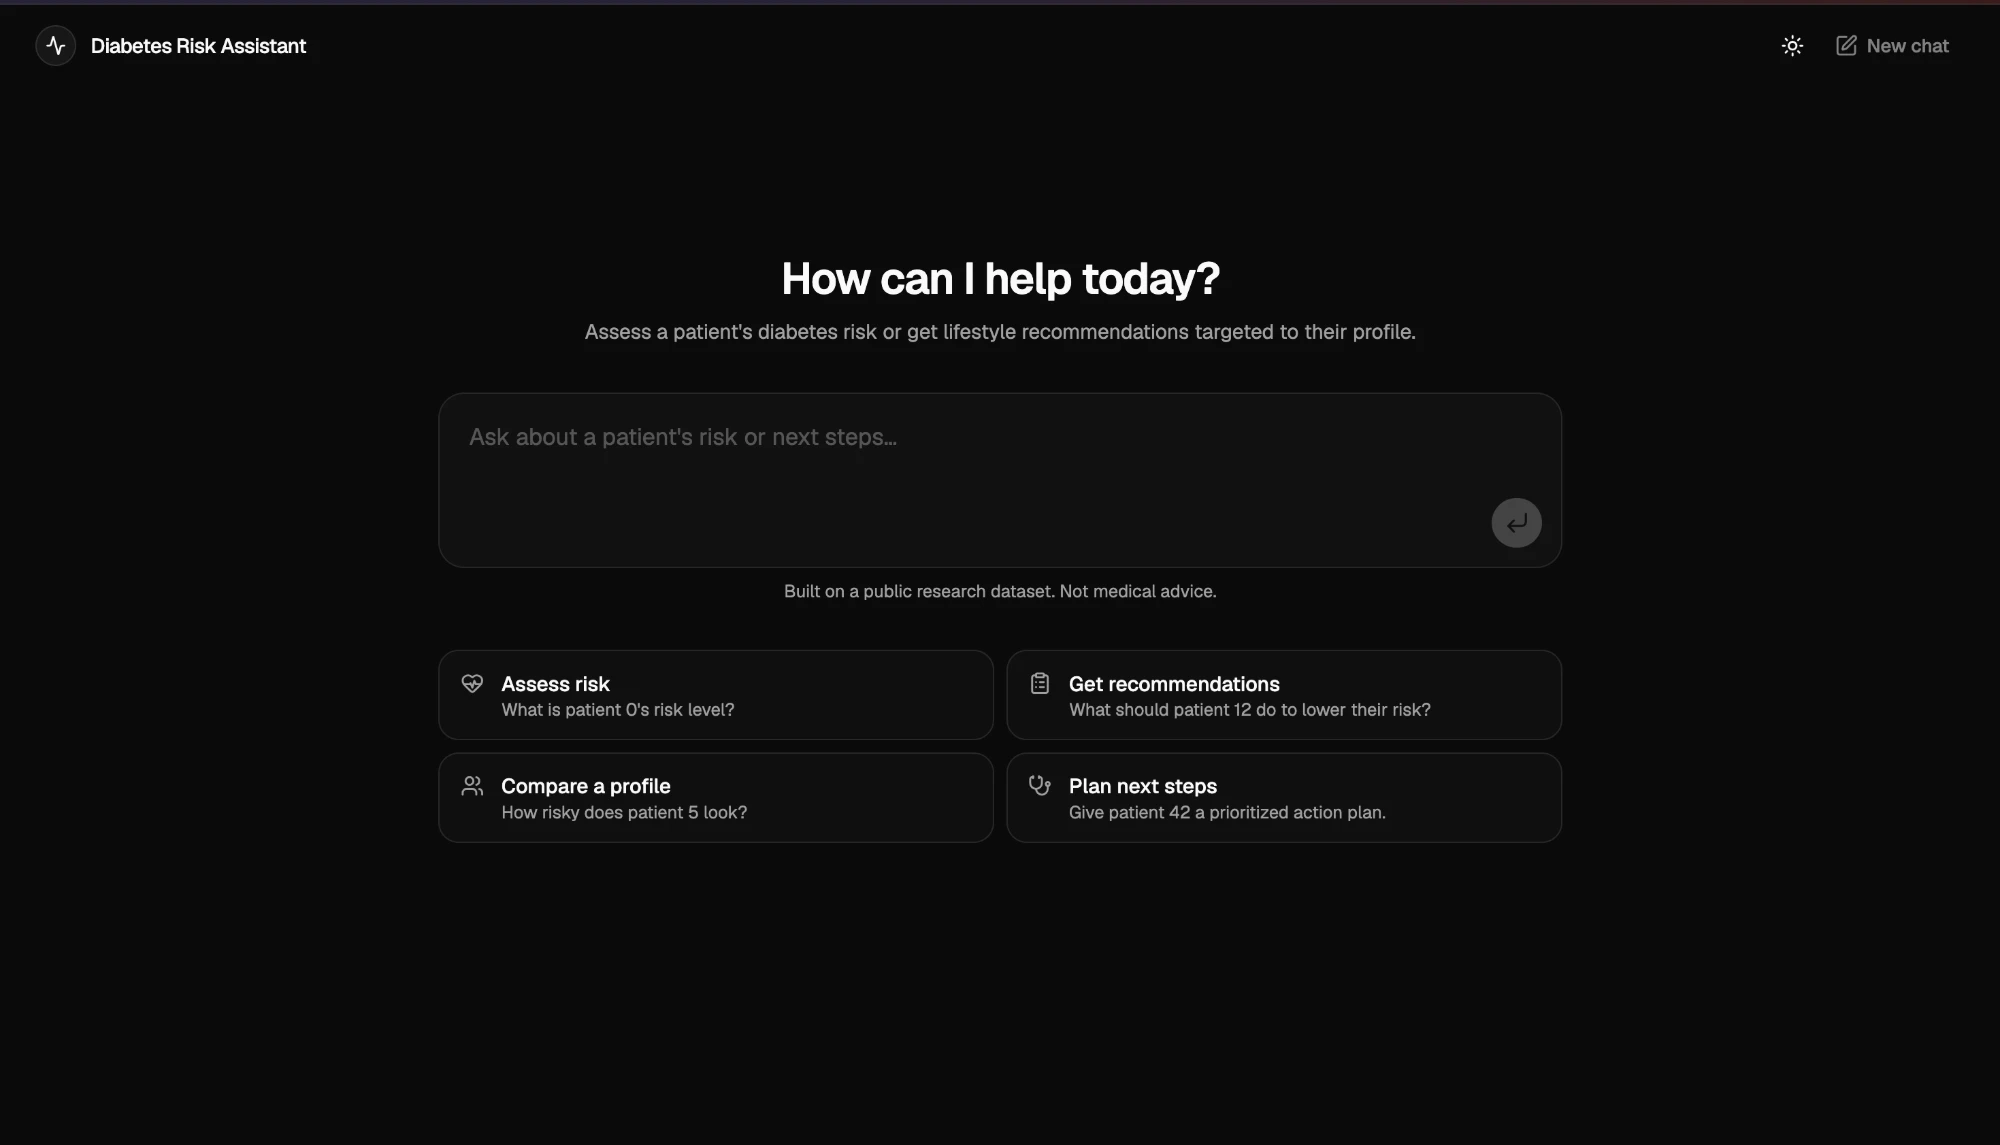 Diabetes Risk Assistant
New chat
How can I help today?
Assess a patient's diabetes risk or get lifestyle recommendations targeted to their profile.
Ask about a patient's risk or next steps...
Built on a public research dataset. Not medical advice.
Assess risk
What is patient 0's risk level?
Get recommendations
What should patient 12 do to lower their risk?
Compare a profile
How risky does patient 5 look?
Plan next steps
Give patient 42 a prioritized action plan.